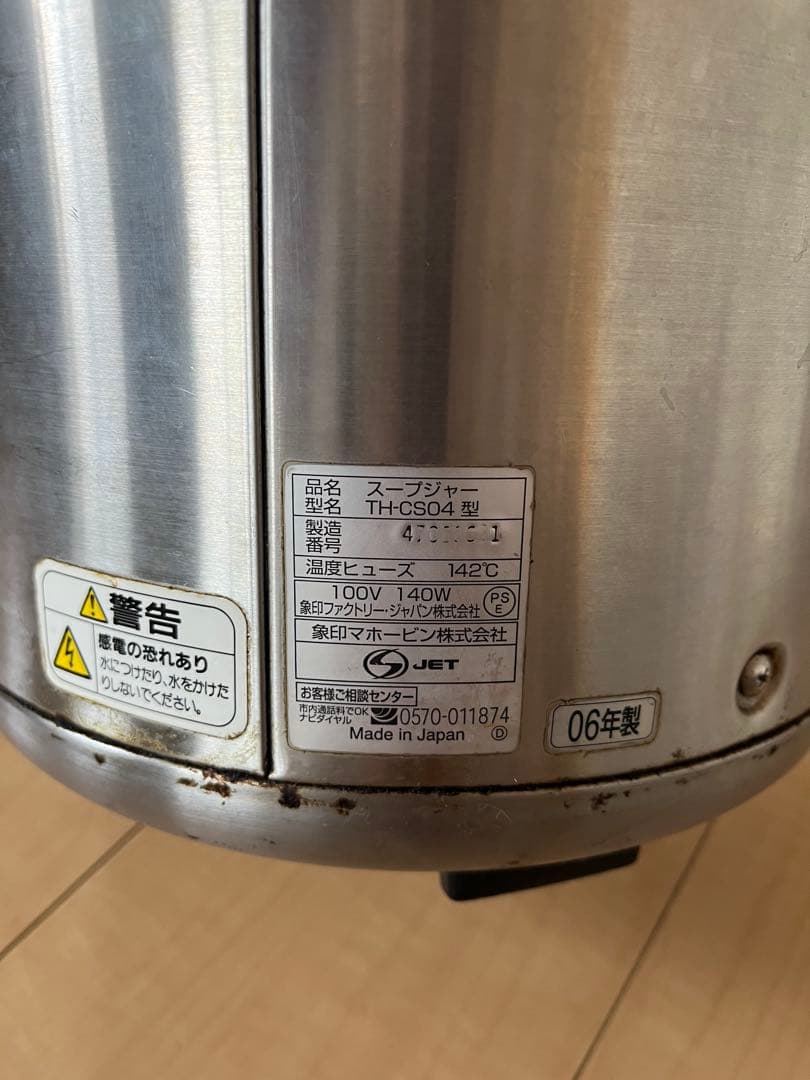 警告
感電の恐れあり
水につけたり、水をかけた
りしないでください。
品名 スープジャー
型名 TH-CS04 型
製造
番号
温度ヒューズ 142℃
100V 140W
象印ファクトリー・ジャパン株式会社
PS
E
象印マホービン株式会社
JET
お客様ご相談センター
市内通話料でOK
ナビダイヤル 0570-011874
Made in Japan D
06年製